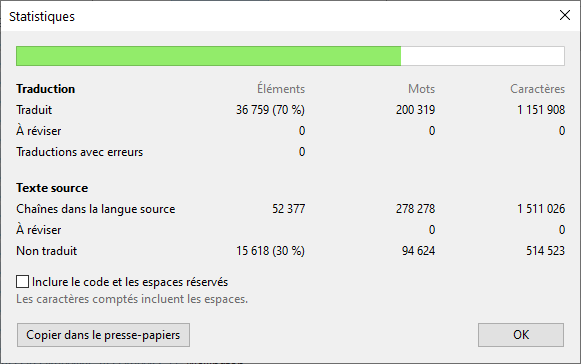 Statistiques
Traduction Éléments Mots Caractères
Traduit 36 759 (70 %) 200 319 1 151 908
À réviser 0 0 0
Traductions avec erreurs 0
Texte source
Chaînes dans la langue source 52 377 278 278 1 511 026
À réviser 0 0
Non traduit 15 618 (30 %) 94 624 514 523
Inclure le code et les espaces réservés
Les caractères comptés incluent les espaces.
Copier dans le presse-papiers OK